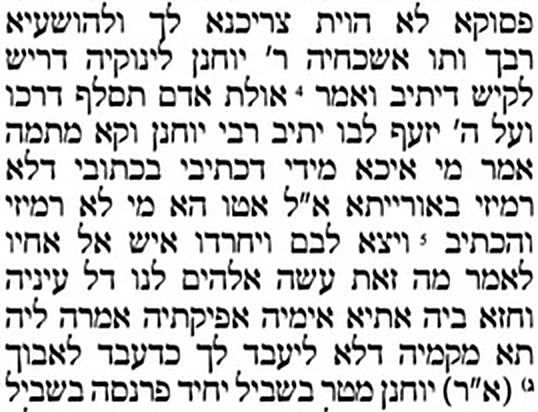 פסוקא לא הוית צריכנא לך ולהושעיא
רבך ותו אשכחיה ר' יוחנן לינוקיה דריש
לקיש דיתיב ואמר 4 אולת אדם תסלף דרכו
ועל ה' יזעף לבו יתיב רבי יוחנן וקא מתמה
אמר מי איכא מידי דכתיבי בכתובי דלא
רמיזי באורייתא א"ל אטו הא מי לא רמיזי
והכתיב 5 ויצא לבם ויחרדו איש אל אחיו
לאמר מה זאת עשה אלהים לנו דל עיניה
וחזא ביה אתיא אימיה אפיקתיה אמרה ליה
תא מקמיה דלא ליעבד לך כדעבד לאבוך
ג) (א"ר) יוחנן מטר בשביל יחיד פרנסה בשביל